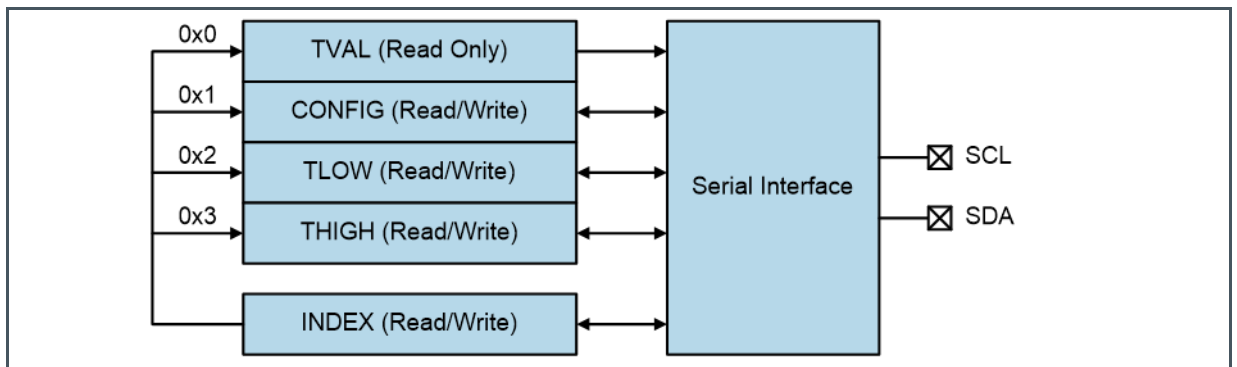 0x0
TVAL (Read Only)
0x1
CONFIG (Read/Write)
0x2
TLOW (Read/Write)
0x3
THIGH (Read/Write)
INDEX (Read/Write)
Serial Interface
SCL
SDA